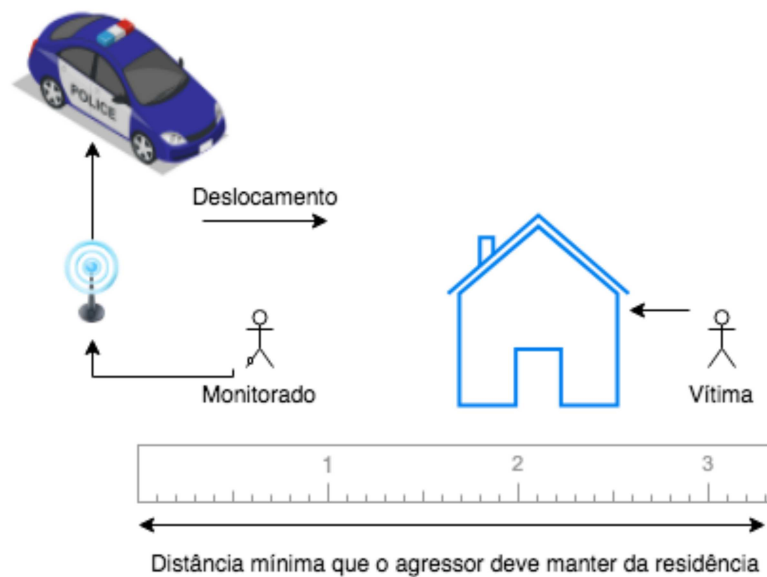 POLICE
Deslocamento
Monitorado
Vítima
1 2 3
Distância mínima que o agressor deve manter da residência